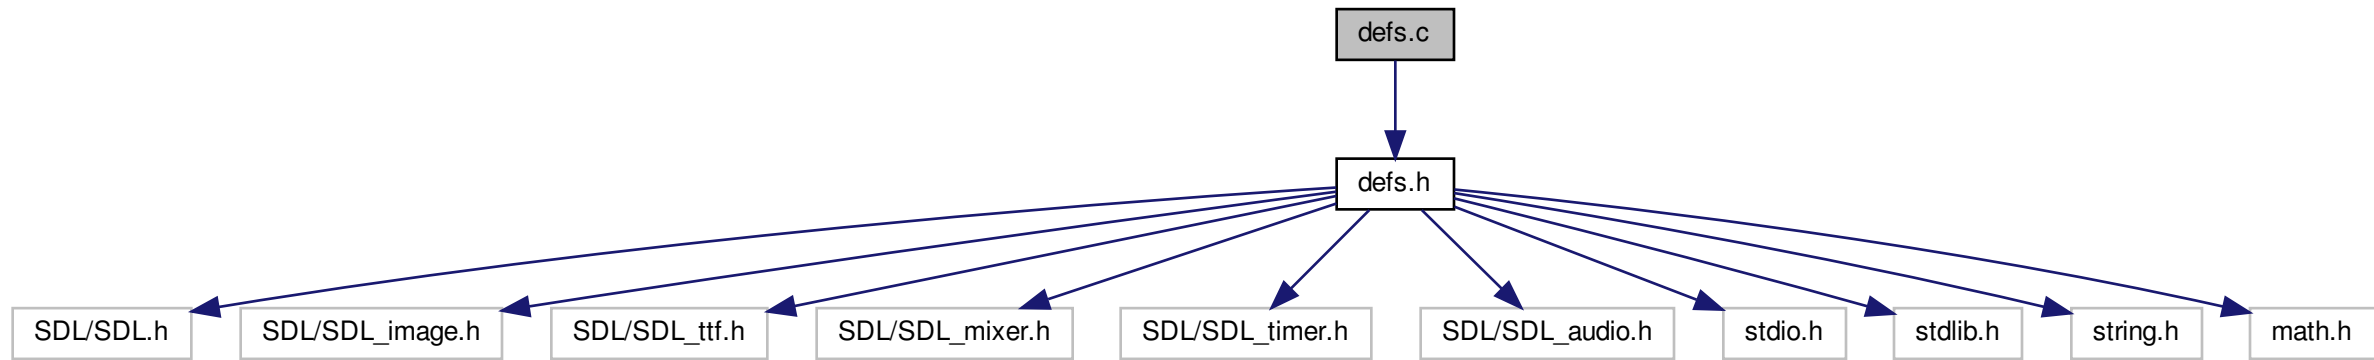 defs.c
defs.h
SDL/SDL.h
SDL/SDL_image.h
SDL/SDL_ttf.h
SDL/SDL_mixer.h
SDL/SDL_timer.h
SDL/SDL_audio.h
stdio.h
stdlib.h
string.h
math.h